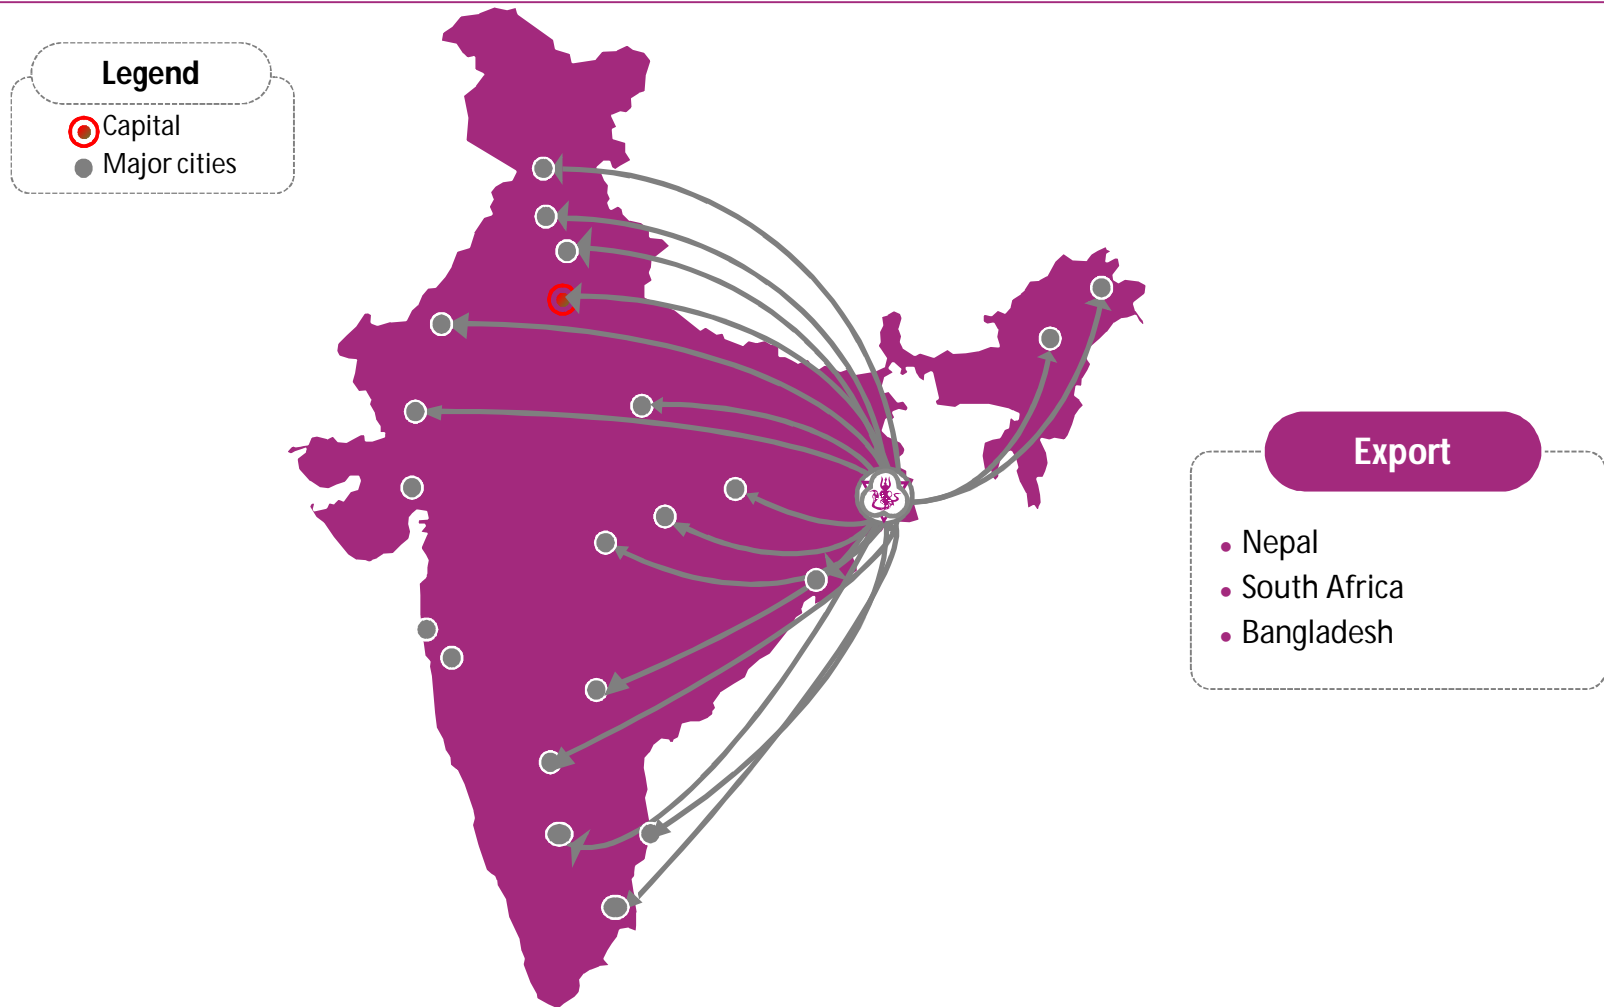 Legend
Capital
Major cities
Export
• Nepal
• South Africa
• Bangladesh